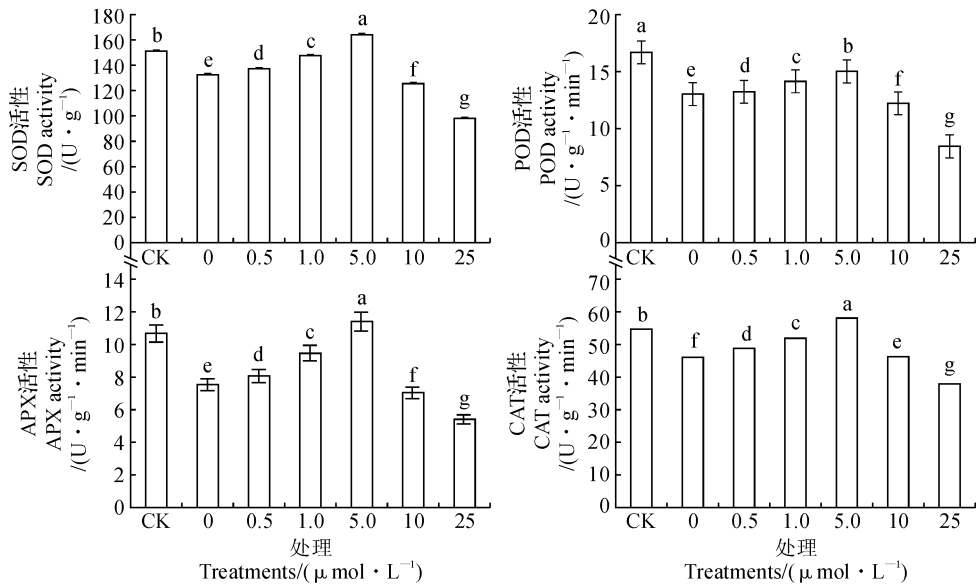 SOD活性
SOD activity
/(U·g⁻¹)
180
160
140
120
100
80
60
40
20
0
b
e
d
c
a
f
g
CK 0 0.5 1.0 5.0 10 25
POD活性
POD activity
/(U·g⁻¹·min⁻¹)
20
15
10
5
0
a
e
d
c
b
f
g
CK 0 0.5 1.0 5.0 10 25
APX活性
APX activity
/(U·g⁻¹·min⁻¹)
14
12
10
8
6
4
2
0
b
e
d
c
a
f
g
CK 0 0.5 1.0 5.0 10 25
处理
Treatments/(μmol·L⁻¹)
CAT活性
CAT activity
/(U·g⁻¹·min⁻¹)
70
60
50
40
30
20
10
0
b
f
d
c
a
e
g
CK 0 0.5 1.0 5.0 10 25
处理
Treatments/(μmol·L⁻¹)